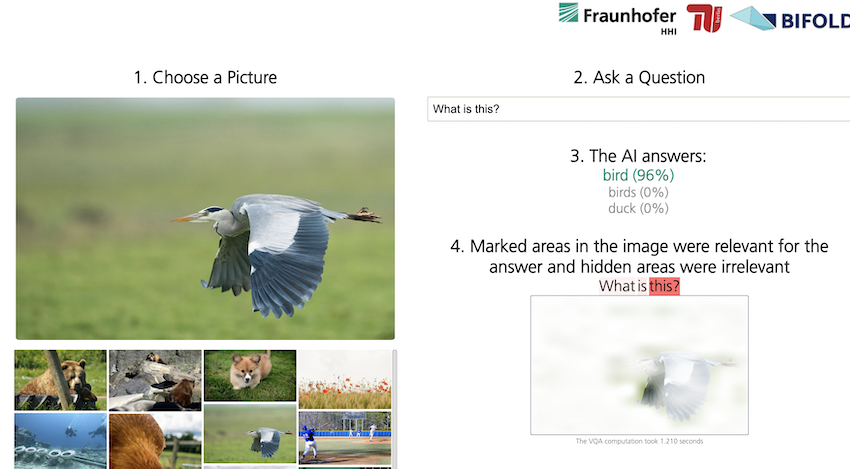 Fraunhofer
HHI
berlin
BIFOLD
1. Choose a Picture
2. Ask a Question
What is this?
3. The AI answers:
bird (96%)
birds (0%)
duck (0%)
4. Marked areas in the image were relevant for the
answer and hidden areas were irrelevant
What is this?
The VQA computation took 1.210 seconds